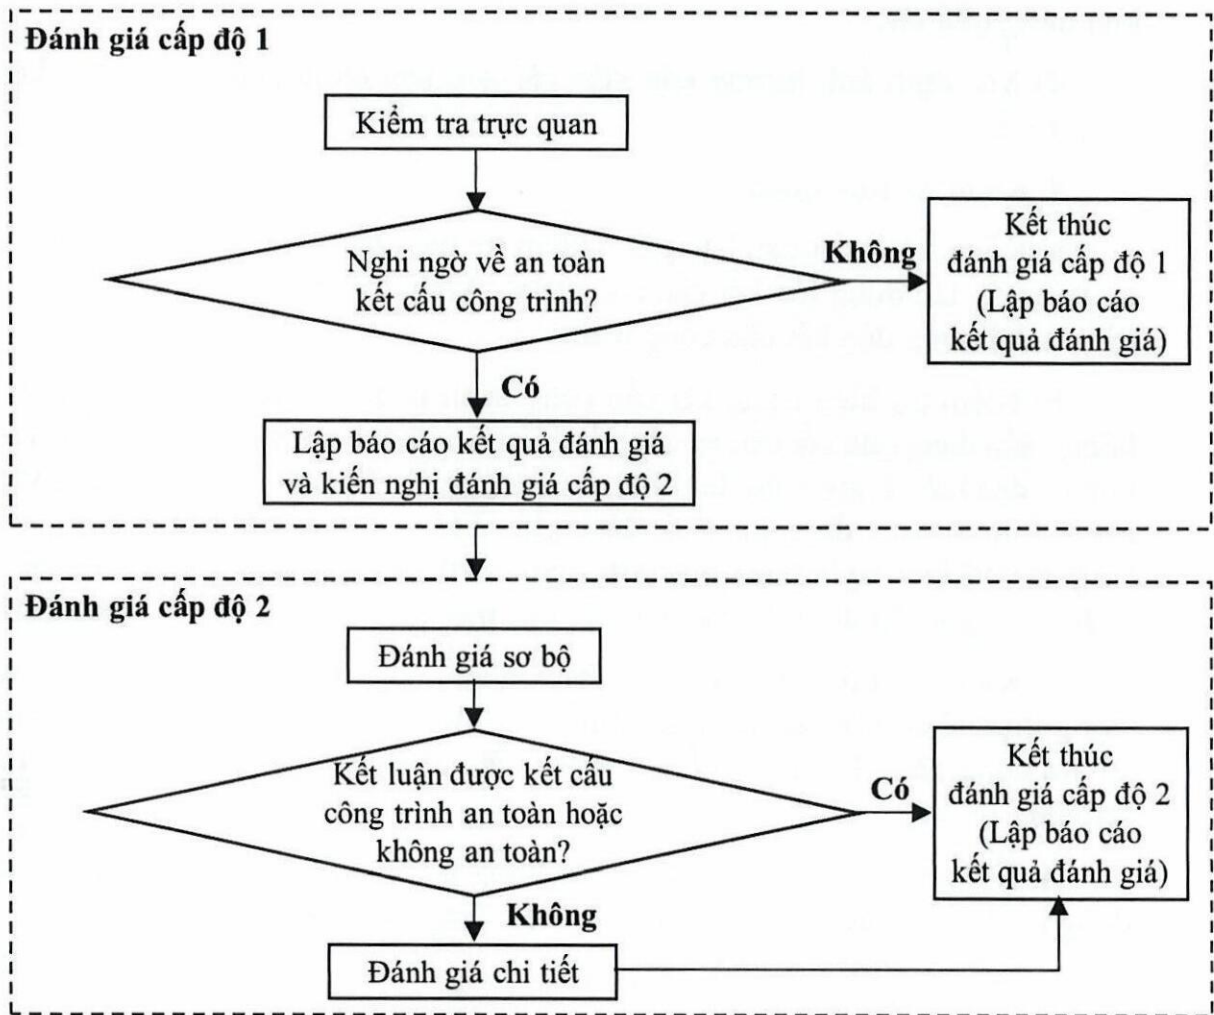 Đánh giá cấp độ 1
Kiểm tra trực quan
Nghi ngờ về an toàn
kết cấu công trình?
Không
Kết thúc
đánh giá cấp độ 1
(Lập báo cáo
kết quả đánh giá)
Có
Lập báo cáo kết quả đánh giá
và kiến nghị đánh giá cấp độ 2
Đánh giá cấp độ 2
Đánh giá sơ bộ
Kết luận được kết cấu
công trình an toàn hoặc
không an toàn?
Có
Kết thúc
đánh giá cấp độ 2
(Lập báo cáo
kết quả đánh giá)
Không
Đánh giá chi tiết